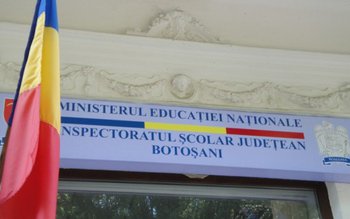 MINISTERUL EDUCAȚIEI NAȚIONALE
INSPECTORATUL ȘCOLAR JUDEȚEAN
BOTOȘANI